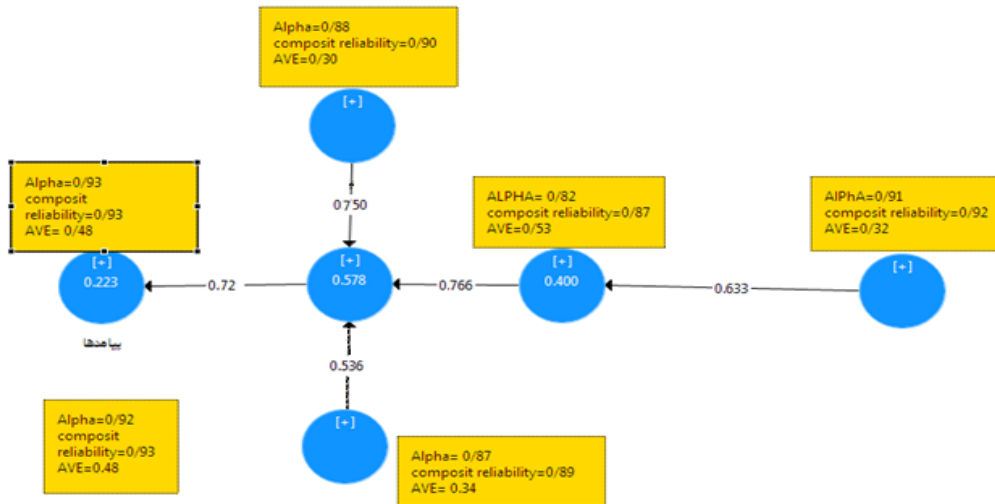 Alpha=0/88
composit reliability=0/90
AVE=0/30
[+]
0.750
Alpha=0/93
composit
reliability=0/93
AVE= 0/48
[+]
0.223
پیامدها
0.72
[+]
0.578
0.766
ALPHA= 0/82
composit reliability=0/87
AVE=0/53
[+]
0.400
0.633
AlPhA=0/91
composit reliability=0/92
AVE=0/32
[+]
0.536
[+]
Alpha=0/92
composit
reliability=0/93
AVE=0.48
Alpha= 0/87
composit reliability=0/89
AVE= 0.34